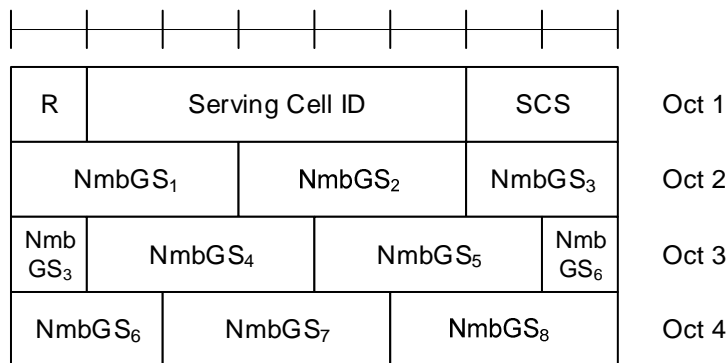 R Serving Cell ID SCS Oct 1
NmbGS₁ NmbGS₂ NmbGS₃ Oct 2
Nmb GS₃ NmbGS₄ NmbGS₅ Nmb GS₆ Oct 3
NmbGS₆ NmbGS₇ NmbGS₈ Oct 4